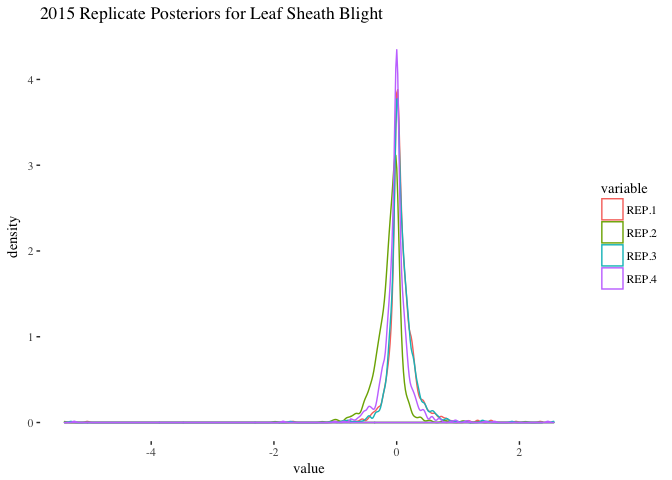 2015 Replicate Posteriors for Leaf Sheath Blight
4
3
2
1
0
density
-4
-2
0
2
value
variable
REP.1
REP.2
REP.3
REP.4